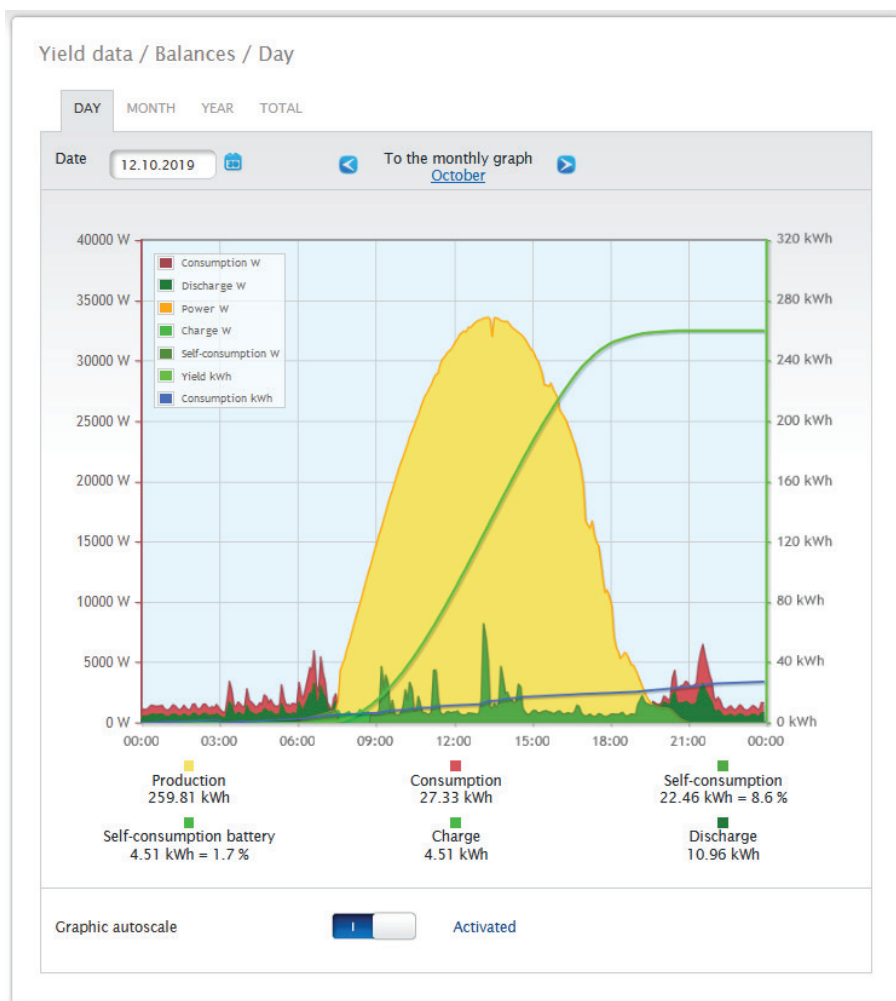 Yield data / Balances / Day
DAY MONTH YEAR TOTAL
Date 12.10.2019 To the monthly graph
October
40000 W 320 kWh
Consumption W
Discharge W
35000 W 280 kWh
Power W
Charge W
30000 W 240 kWh
Self-consumption W
Yield kWh
Consumption kWh
25000 W 200 kWh
20000 W 160 kWh
15000 W 120 kWh
10000 W 80 kWh
5000 W 40 kWh
0 W 0 kWh
00:00 03:00 06:00 09:00 12:00 15:00 18:00 21:00 00:00
Production Consumption Self-consumption
259.81 kWh 27.33 kWh 22.46 kWh = 8.6 %
Self-consumption battery Charge Discharge
4.51 kWh = 1.7 % 4.51 kWh 10.96 kWh
Graphic autoscale I Activated